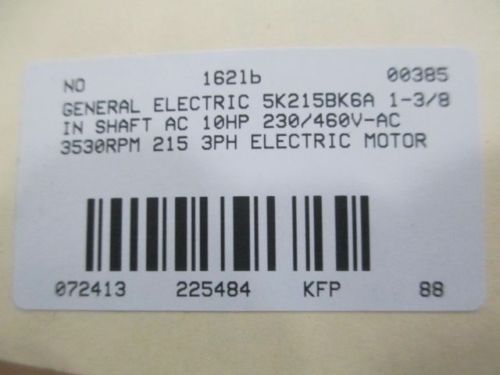 NO 162lb 00385
GENERAL ELECTRIC 5K215BK6A 1-3/8
IN SHAFT AC 10HP 230/460V-AC
3530RPM 215 3PH ELECTRIC MOTOR
072413 225484 KFP 88